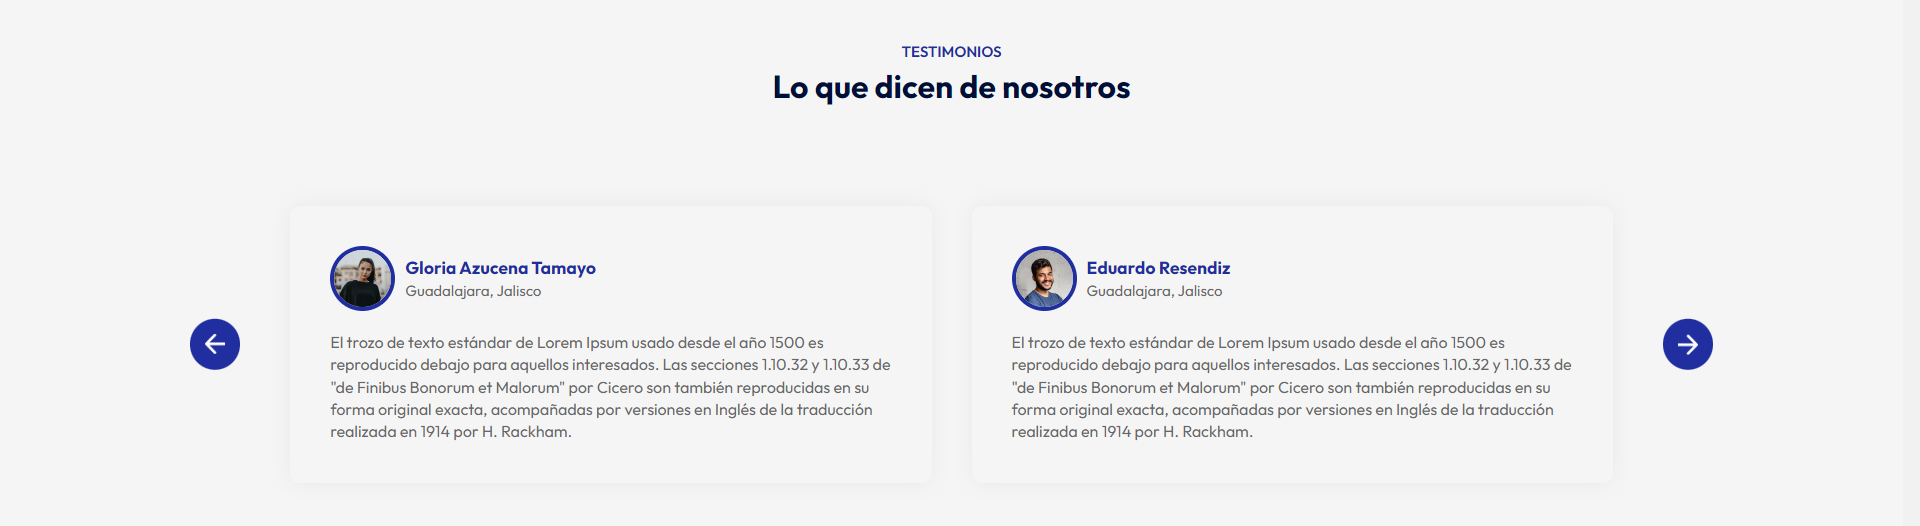 TESTIMONIOS
Lo que dicen de nosotros
Gloria Azucena Tamayo
Guadalajara, Jalisco
El trozo de texto estándar de Lorem Ipsum usado desde el año 1500 es
reproducido debajo para aquellos interesados. Las secciones 1.10.32 y 1.10.33 de
"de Finibus Bonorum et Malorum" por Cicero son también reproducidas en su
forma original exacta, acompañadas por versiones en Inglés de la traducción
realizada en 1914 por H. Rackham.
Eduardo Resendiz
Guadalajara, Jalisco
El trozo de texto estándar de Lorem Ipsum usado desde el año 1500 es
reproducido debajo para aquellos interesados. Las secciones 1.10.32 y 1.10.33 de
"de Finibus Bonorum et Malorum" por Cicero son también reproducidas en su
forma original exacta, acompañadas por versiones en Inglés de la traducción
realizada en 1914 por H. Rackham.